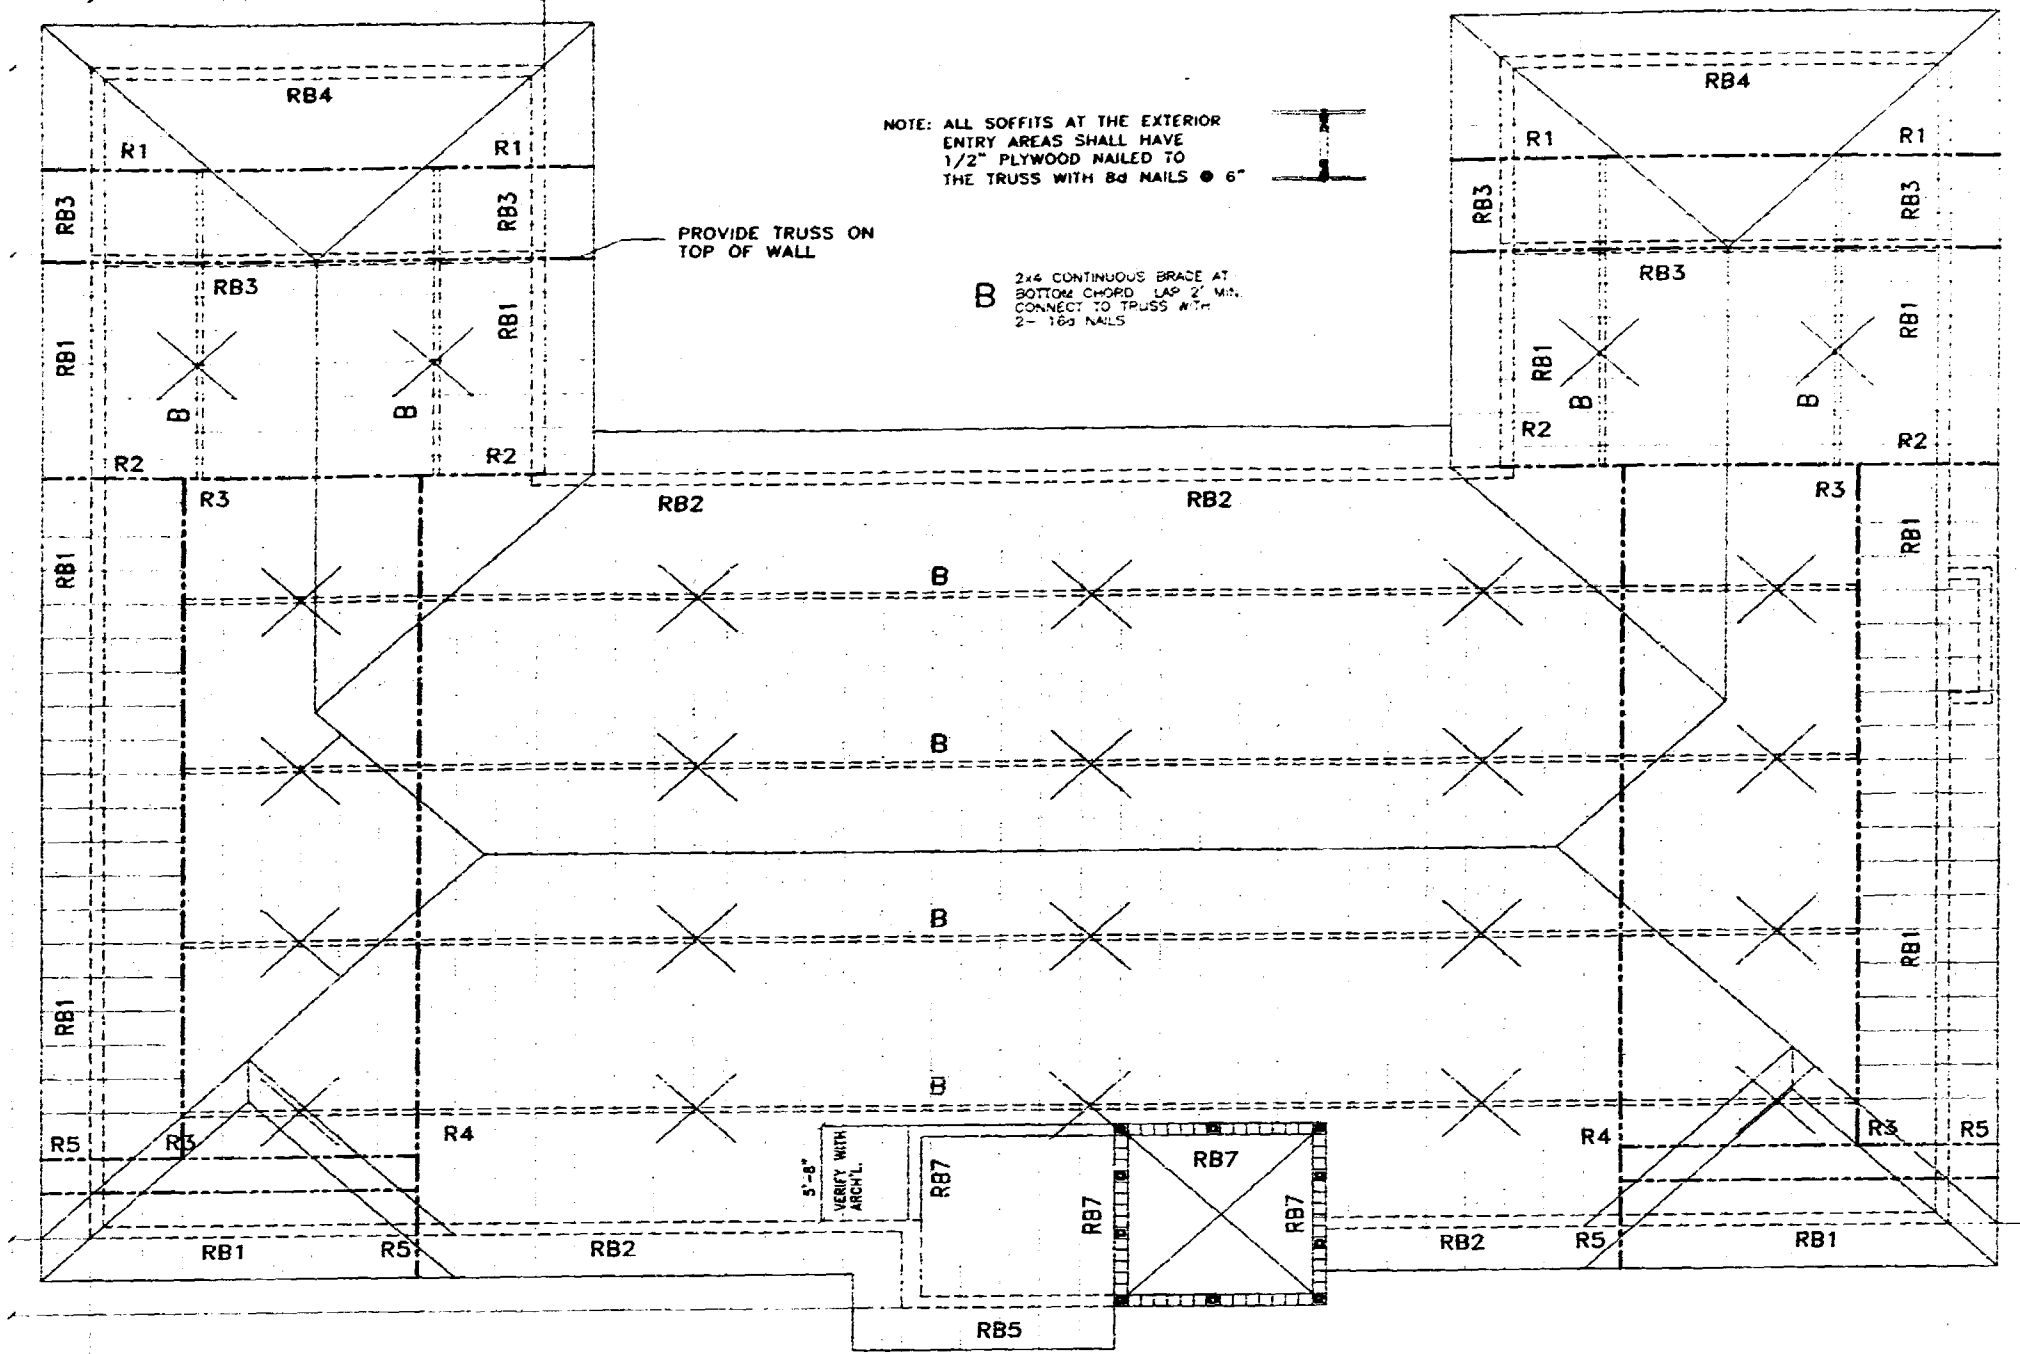 RB4
RB4
NOTE: ALL SOFFITS AT THE EXTERIOR
ENTRY AREAS SHALL HAVE
1/2" PLYWOOD NAILED TO
THE TRUSS WITH 8d NAILS @ 6"
R1
R1
R1
R1
RB3
RB3
RB3
RB3
PROVIDE TRUSS ON
TOP OF WALL
RB3
RB3
B
2x4 CONTINUOUS BRACE AT
BOTTOM CHORD LAP 2' MIN.
CONNECT TO TRUSS WITH
2- 16d NAILS
RB1
RB1
RB1
RB1
B
B
B
B
R2
R2
R2
R2
R3
RB2
RB2
R3
RB1
B
RB1
B
B
RB1
RB1
B
R5
R3
R4
5'-8"
VERIFY WITH
ARCH'L.
RB7
RB7
RB7
RB7
R4
R3
R5
RB1
R5
RB2
RB2
R5
RB1
RB5